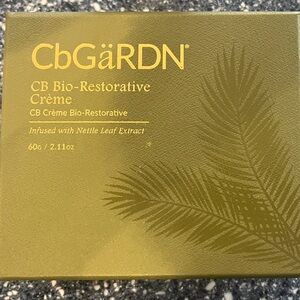 CbGäRDN®
CB Bio-Restorative
Crème
CB Crème Bio-Restorative
Infused with Nettle Leaf Extract
60G / 2.11OZ